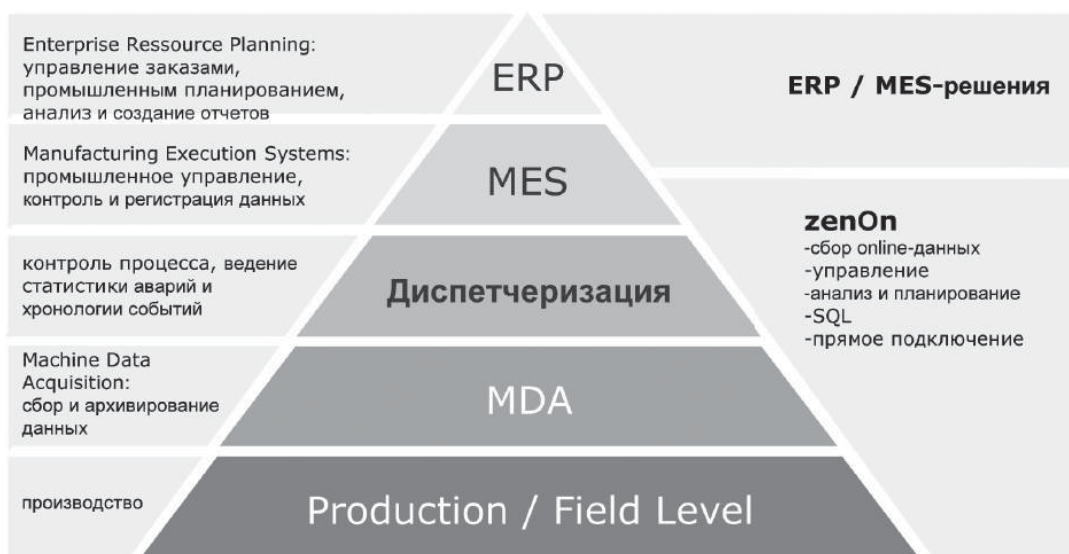 Enterprise Ressource Planning:
управление заказами,
промышленным планированием,
анализ и создание отчетов
ERP
ERP / MES-решения
Manufacturing Execution Systems:
промышленное управление,
контроль и регистрация данных
MES
zenOn
-сбор online-данных
-управление
-анализ и планирование
-SQL
-прямое подключение
контроль процесса, ведение
статистики аварий и
хронологии событий
Диспетчеризация
Machine Data
Acquisition:
сбор и архивирование
данных
MDA
производство
Production / Field Level